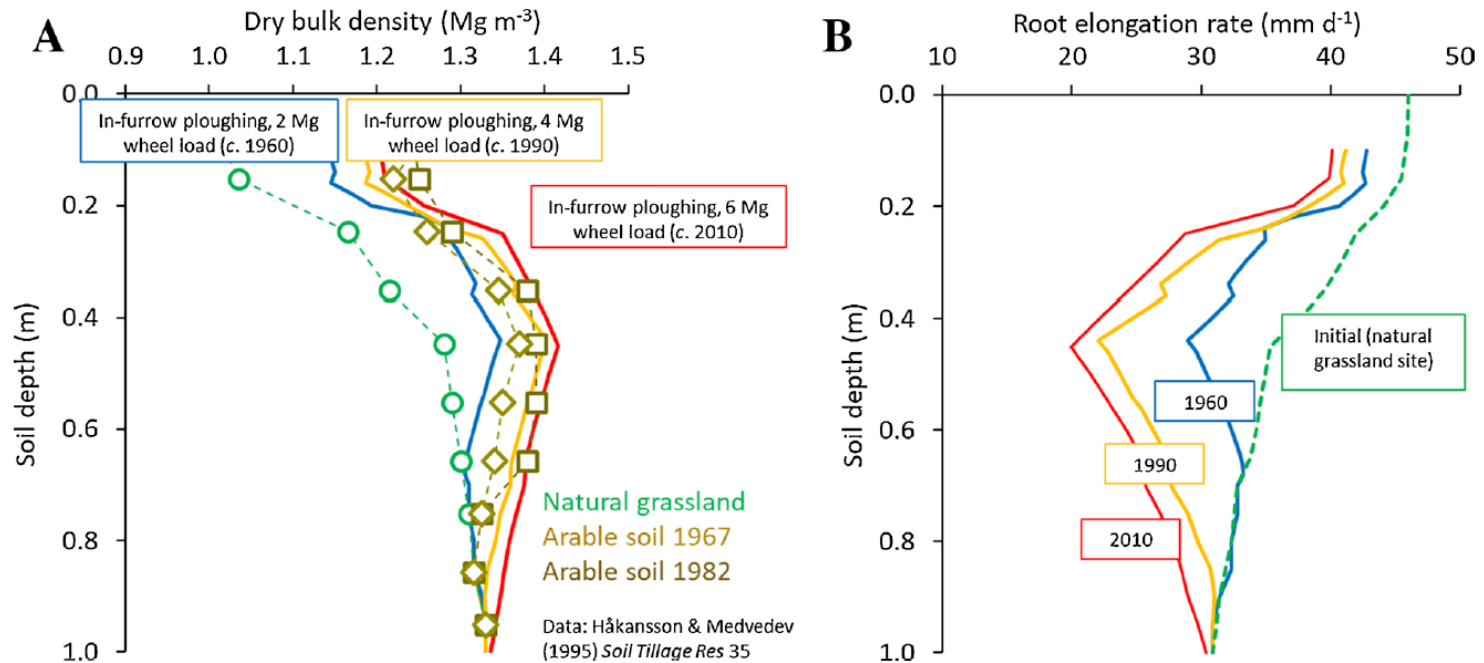 A
Dry bulk density (Mg m-3)
0.9 1.0 1.1 1.2 1.3 1.4 1.5
0.0
0.2
0.4
0.6
0.8
1.0
Soil depth (m)
In-furrow ploughing, 2 Mg
wheel load (c. 1960)
In-furrow ploughing, 4 Mg
wheel load (c. 1990)
In-furrow ploughing, 6 Mg
wheel load (c. 2010)
Natural grassland
Arable soil 1967
Arable soil 1982
Data: Håkansson & Medvedev
(1995) Soil Tillage Res 35
B
Root elongation rate (mm d-1)
10 20 30 40 50
0.0
0.2
0.4
0.6
0.8
1.0
Soil depth (m)
Initial (natural
grassland site)
1960
1990
2010